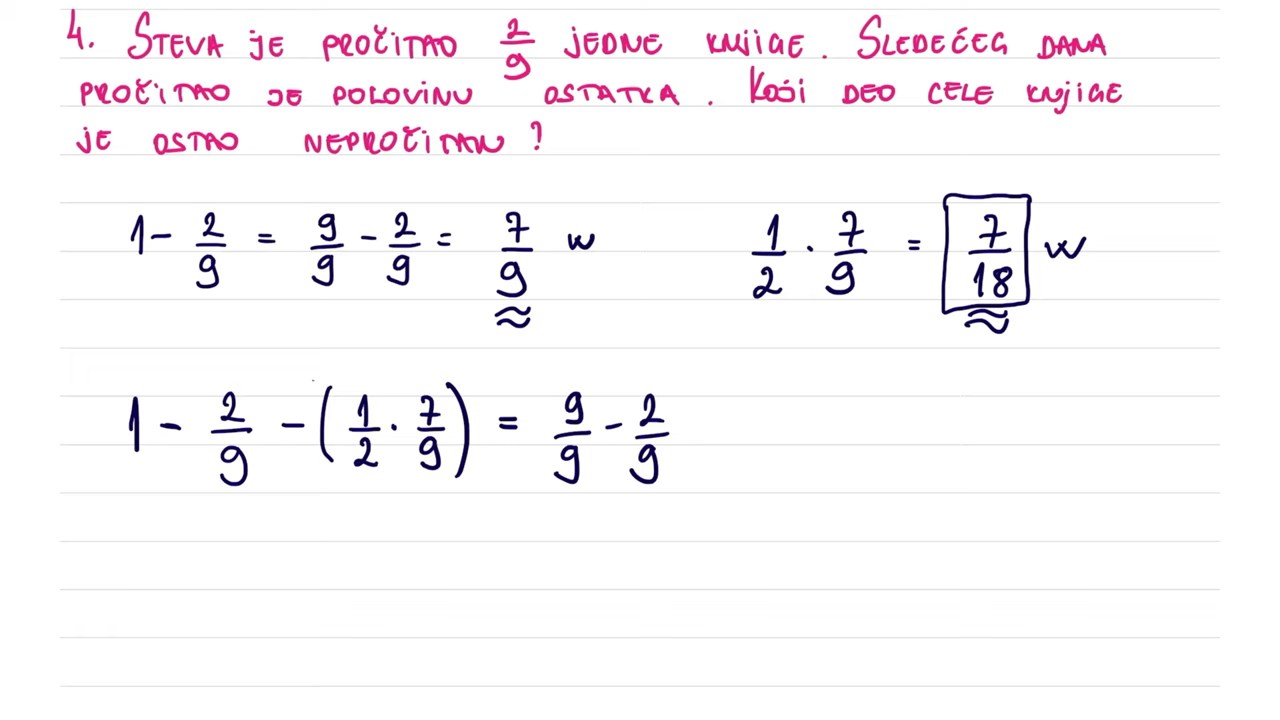 4. STEVA JE PROČITAO 2/9 JEDNE KNJIGE. SLEDEĆEG DANA
PROČITAO JE POLOVINU OSTATKA. KOJI DEO CELE KNJIGE
JE OSTAO NEPROČITAN?
1 - 2/9 = 9/9 - 2/9 = 7/9 w
1/2 · 7/9 = 7/18 w
1 - 2/9 - (1/2 · 7/9) = 9/9 - 2/9